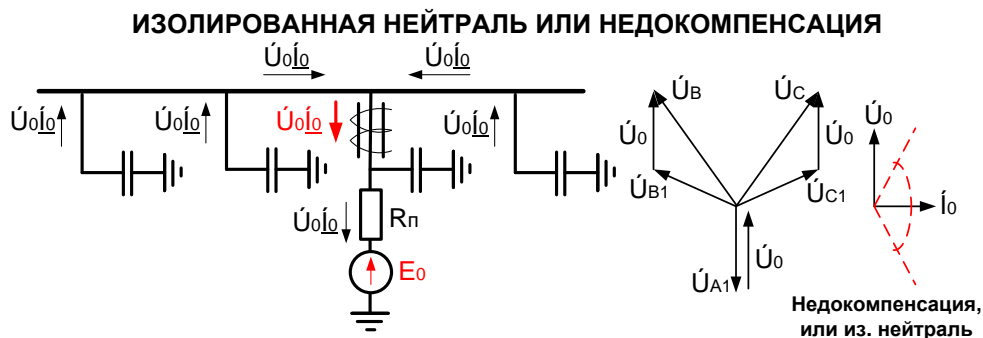 ИЗОЛИРОВАННАЯ НЕЙТРАЛЬ ИЛИ НЕДОКОМПЕНСАЦИЯ
Ú0Í0 Ú0Í0
Ú0Í0 Ú0Í0 Ú0Í0 Ú0Í0
Ú0Í0 Rп
E0
ÚB ÚC
Ú0 Ú0
ÚB1 ÚC1
ÚA1 Ú0
Ú0
Í0
Недокомпенсация,
или из. нейтраль